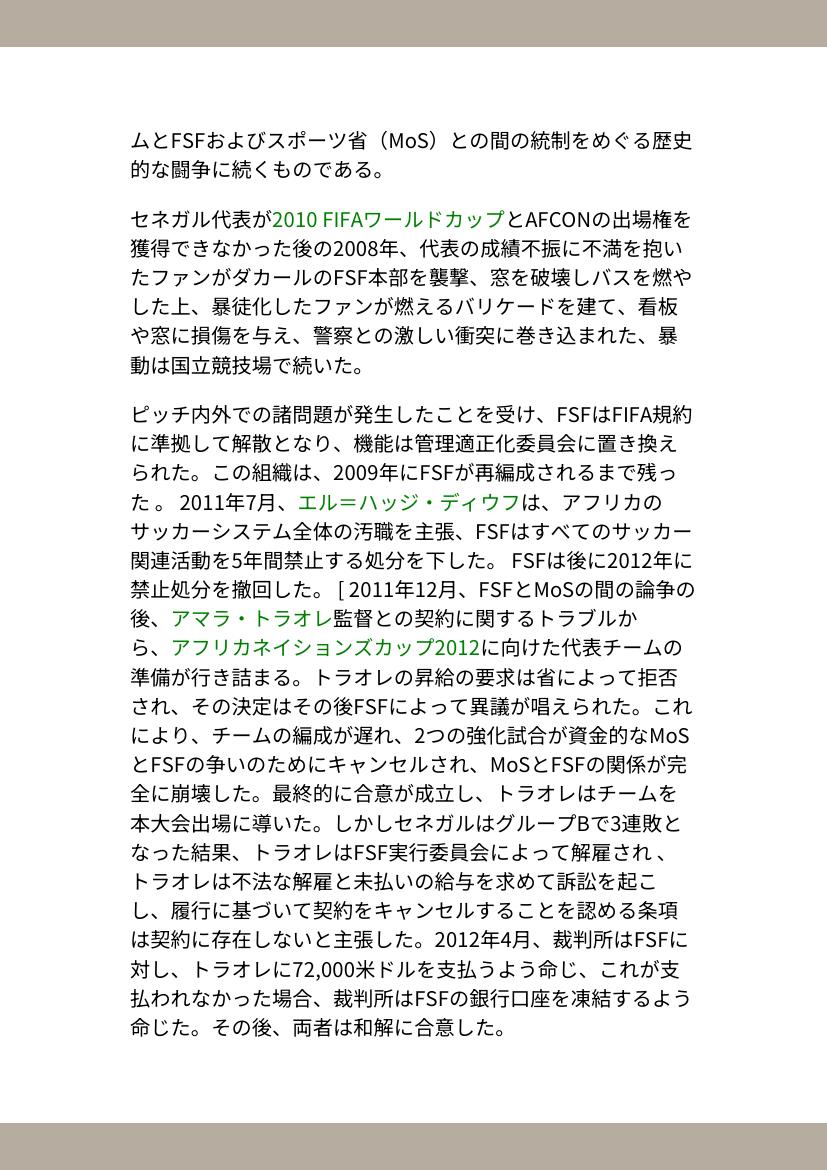 ムとFSFおよびスポーツ省（MoS）との間の統制をめぐる歴史
的な闘争に続くものである。
セネガル代表が2010 FIFAワールドカップとAFCONの出場権を
獲得できなかった後の2008年、代表の成績不振に不満を抱い
たファンがダカールのFSF本部を襲撃、窓を破壊しバスを燃や
した上、暴徒化したファンが燃えるバリケードを建て、看板
や窓に損傷を与え、警察との激しい衝突に巻き込まれた、暴
動は国立競技場で続いた。
ピッチ内外での諸問題が発生したことを受け、FSFはFIFA規約
に準拠して解散となり、機能は管理適正化委員会に置き換え
られた。この組織は、2009年にFSFが再編成されるまで残っ
た 。 2011年7月、エル＝ハッジ・ディウフは、アフリカの
サッカーシステム全体の汚職を主張、FSFはすべてのサッカー
関連活動を5年間禁止する処分を下した。 FSFは後に2012年に
禁止処分を撤回した。 [ 2011年12月、FSFとMoSの間の論争の
後、アマラ・トラオレ監督との契約に関するトラブルか
ら、アフリカネイションズカップ2012に向けた代表チームの
準備が行き詰まる。トラオレの昇給の要求は省によって拒否
され、その決定はその後FSFによって異議が唱えられた。これ
により、チームの編成が遅れ、2つの強化試合が資金的なMoS
とFSFの争いのためにキャンセルされ、MoSとFSFの関係が完
全に崩壊した。最終的に合意が成立し、トラオレはチームを
本大会出場に導いた。しかしセネガルはグループBで3連敗と
なった結果、トラオレはFSF実行委員会によって解雇され 、
トラオレは不法な解雇と未払いの給与を求めて訴訟を起こ
し、履行に基づいて契約をキャンセルすることを認める条項
は契約に存在しないと主張した。2012年4月、裁判所はFSFに
対し、トラオレに72,000米ドルを支払うよう命じ、これが支
払われなかった場合、裁判所はFSFの銀行口座を凍結するよう
命じた。その後、両者は和解に合意した。